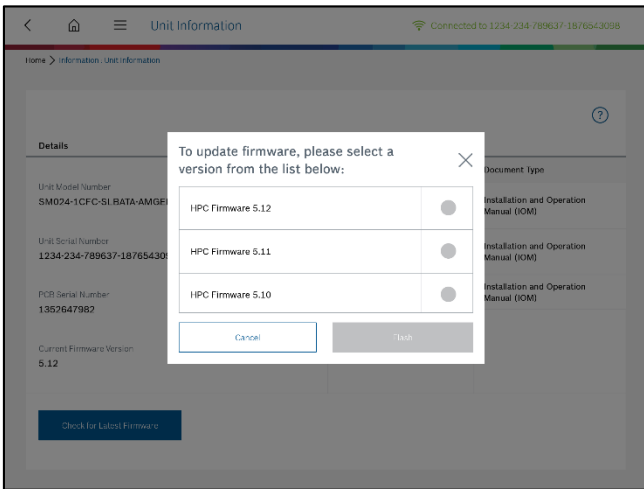 Unit Information
Connected to 1234-234-789637-1876543098
Home > Information, Unit Information
Details
Document Type
Unit Model Number
SM024-1CFC-SLBATA-AMGEI
Installation and Operation
Manual (IOM)
Unit Serial Number
1234-234-789637-18765430
Installation and Operation
Manual (IOM)
PCB Serial Number
1352647982
Installation and Operation
Manual (IOM)
Current Firmware Version
5.12
Check for Latest Firmware
To update firmware, please select a
version from the list below:
HPC Firmware 5.12
HPC Firmware 5.11
HPC Firmware 5.10
Cancel
Flash